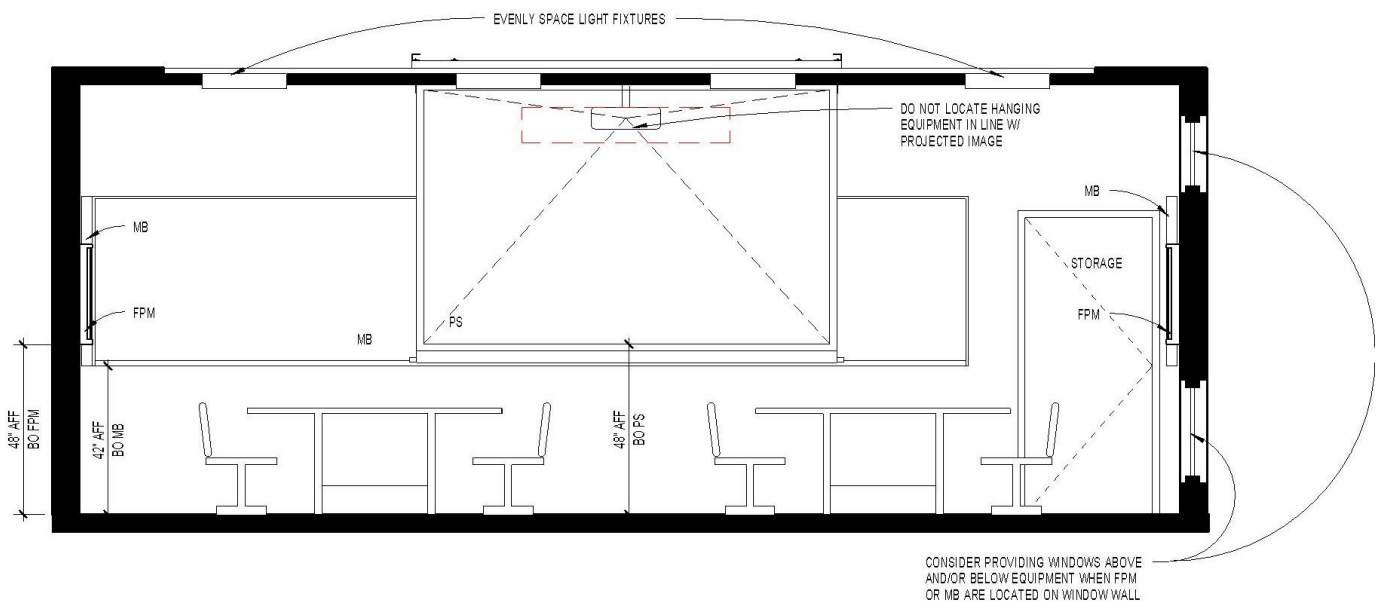 EVENLY SPACE LIGHT FIXTURES
DO NOT LOCATE HANGING
EQUIPMENT IN LINE W/
PROJECTED IMAGE
MB
MB
STORAGE
FPM
FPM
PS
MB
48" AFF
BO FPM
42" AFF
BO MB
48" AFF
BO PS
CONSIDER PROVIDING WINDOWS ABOVE
AND/OR BELOW EQUIPMENT WHEN FPM
OR MB ARE LOCATED ON WINDOW WALL